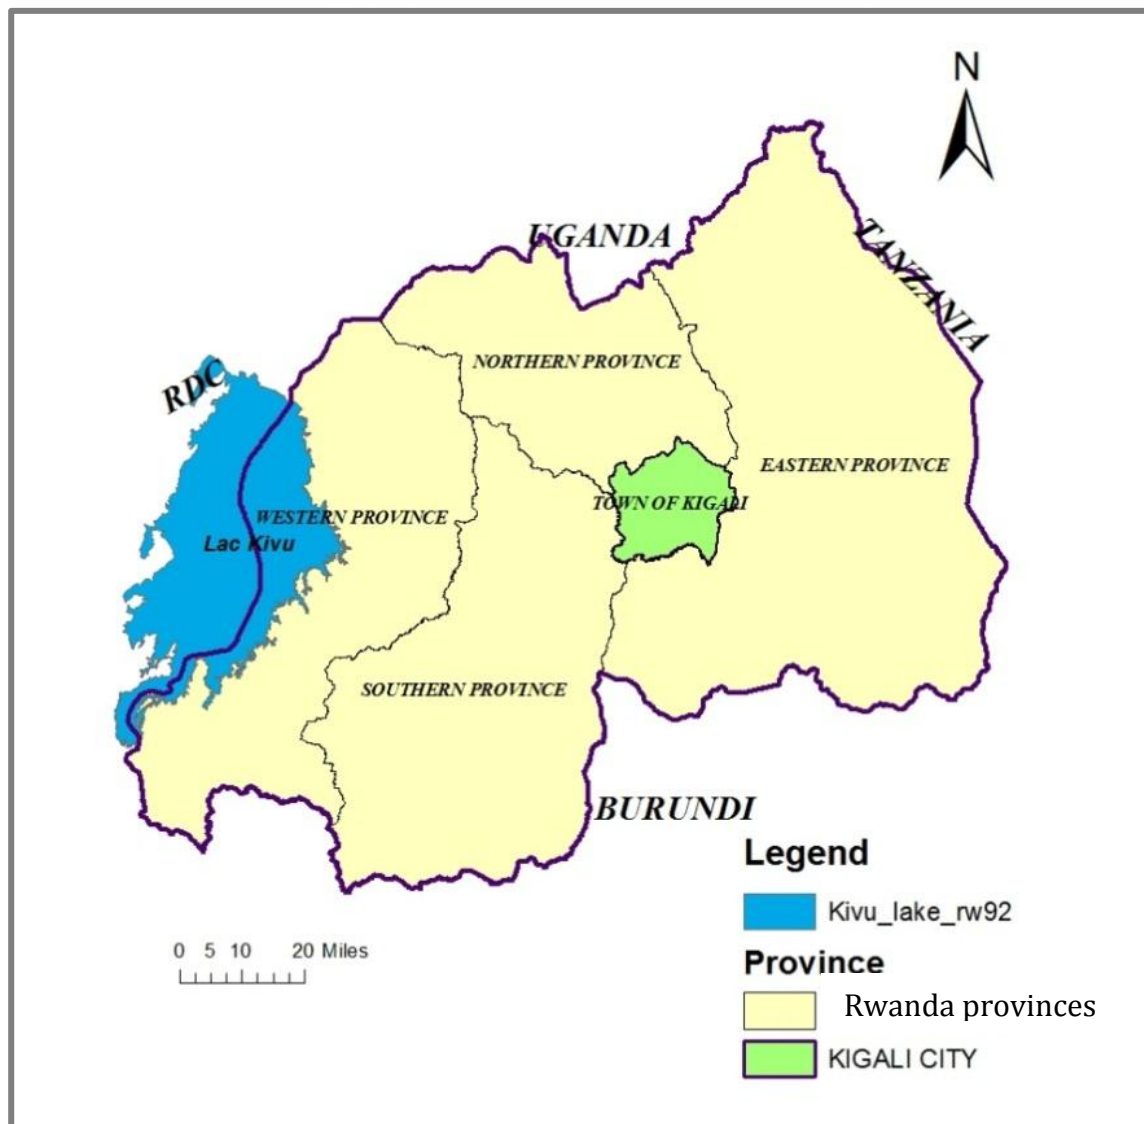 N
UGANDA
TANZANIA
RDC
NORTHERN PROVINCE
EASTERN PROVINCE
TOWN OF KIGALI
WESTERN PROVINCE
Lac Kivu
SOUTHERN PROVINCE
BURUNDI
Legend
Kivu_lake_rw92
0 5 10 20 Miles
Province
Rwanda provinces
KIGALI CITY